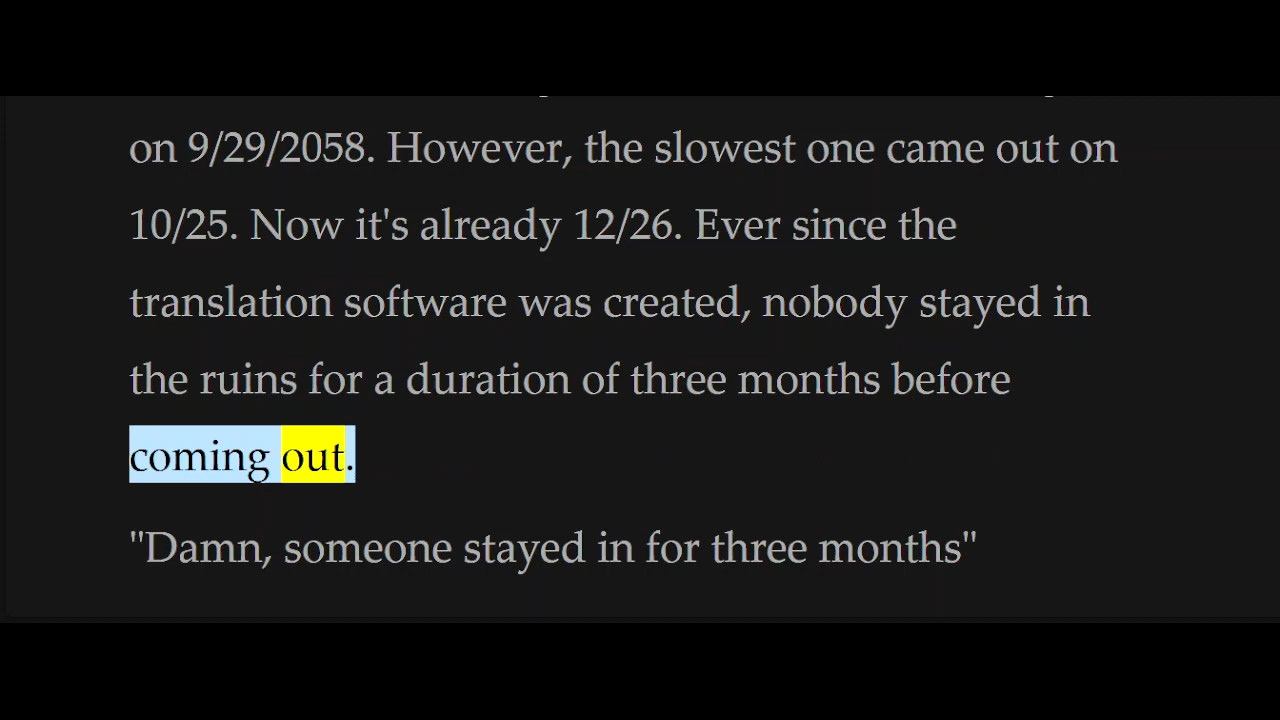 on 9/29/2058. However, the slowest one came out on
10/25. Now it's already 12/26. Ever since the
translation software was created, nobody stayed in
the ruins for a duration of three months before
coming out.
"Damn, someone stayed in for three months"